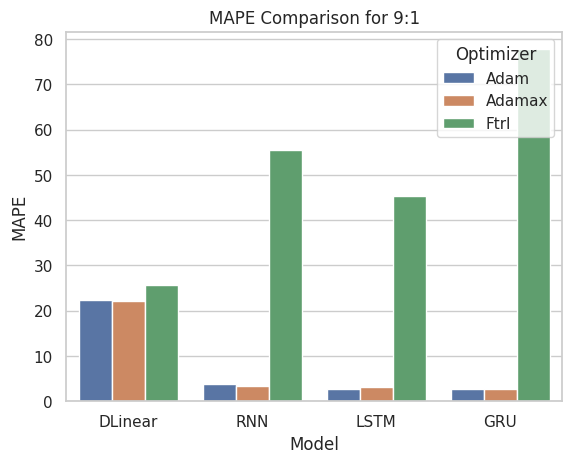 MAPE Comparison for 9:1
Optimizer
Adam
Adamax
Ftrl
MAPE
80
70
60
50
40
30
20
10
0
DLinear
RNN
LSTM
GRU
Model